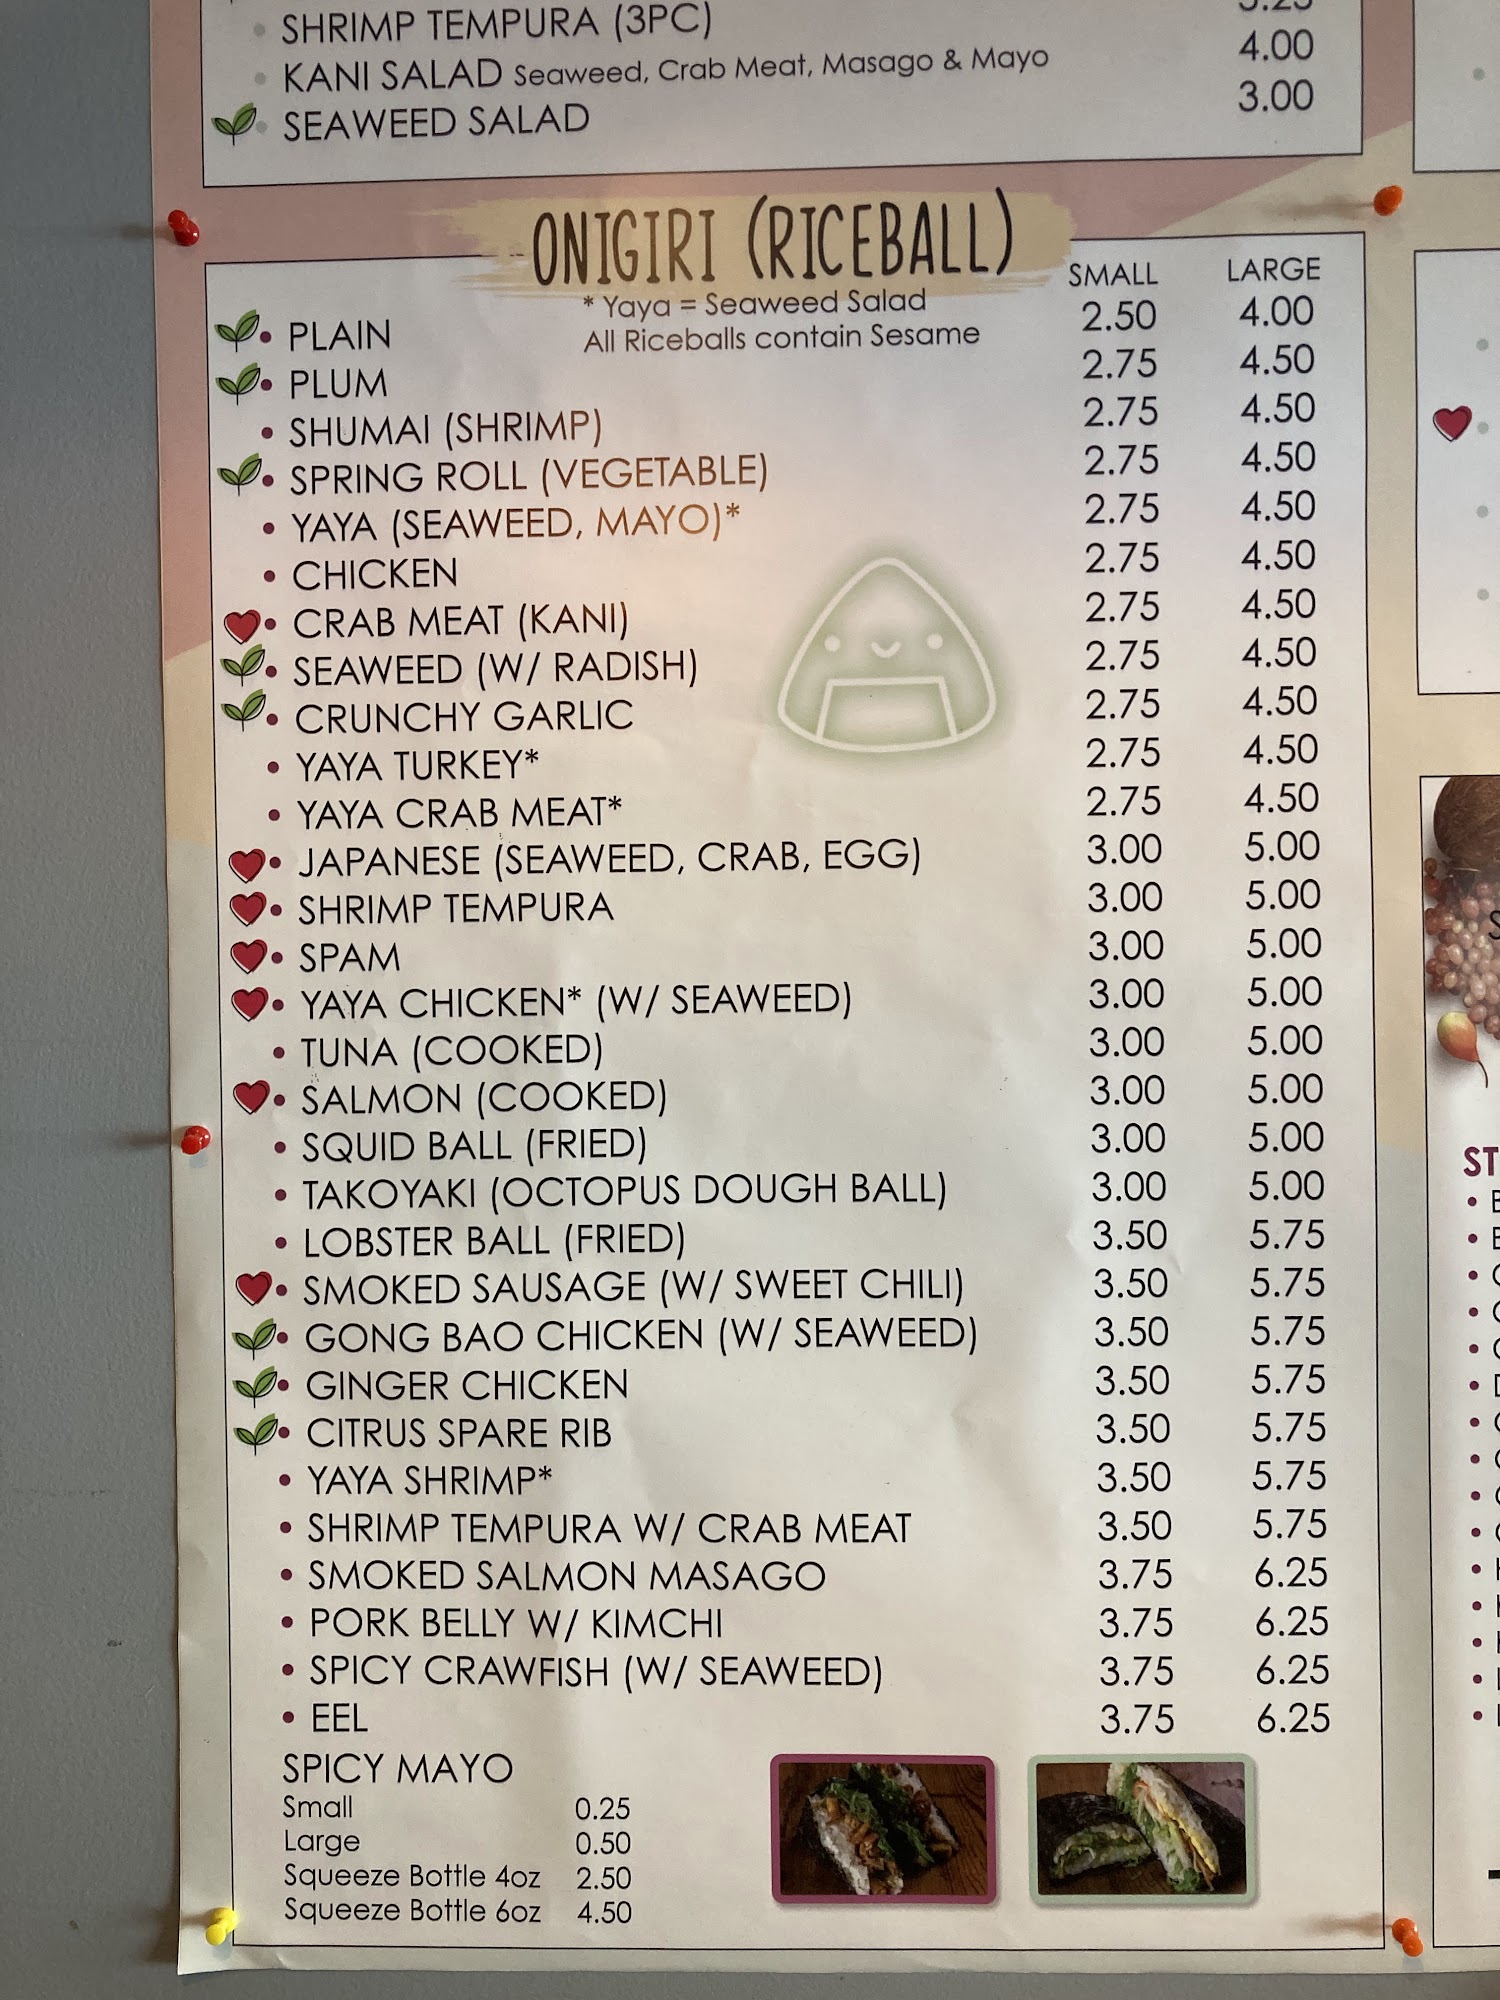 SHRIMP TEMPURA (3PC)
KANI SALAD Seaweed, Crab Meat, Masago & Mayo 4.00
SEAWEED SALAD 3.00
ONIGIRI (RICEBALL)
* Yaya = Seaweed Salad
All Riceballs contain Sesame
SMALL LARGE
PLAIN 2.50 4.00
PLUM 2.75 4.50
SHUMAI (SHRIMP) 2.75 4.50
SPRING ROLL (VEGETABLE) 2.75 4.50
YAYA (SEAWEED, MAYO)* 2.75 4.50
CHICKEN 2.75 4.50
CRAB MEAT (KANI) 2.75 4.50
SEAWEED (W/ RADISH) 2.75 4.50
CRUNCHY GARLIC 2.75 4.50
YAYA TURKEY* 2.75 4.50
YAYA CRAB MEAT* 2.75 4.50
JAPANESE (SEAWEED, CRAB, EGG) 3.00 5.00
SHRIMP TEMPURA 3.00 5.00
SPAM 3.00 5.00
YAYA CHICKEN* (W/ SEAWEED) 3.00 5.00
TUNA (COOKED) 3.00 5.00
SALMON (COOKED) 3.00 5.00
SQUID BALL (FRIED) 3.00 5.00
TAKOYAKI (OCTOPUS DOUGH BALL) 3.00 5.00
LOBSTER BALL (FRIED) 3.50 5.75
SMOKED SAUSAGE (W/ SWEET CHILI) 3.50 5.75
GONG BAO CHICKEN (W/ SEAWEED) 3.50 5.75
GINGER CHICKEN 3.50 5.75
CITRUS SPARE RIB 3.50 5.75
YAYA SHRIMP* 3.50 5.75
SHRIMP TEMPURA W/ CRAB MEAT 3.50 5.75
SMOKED SALMON MASAGO 3.75 6.25
PORK BELLY W/ KIMCHI 3.75 6.25
SPICY CRAWFISH (W/ SEAWEED) 3.75 6.25
EEL 3.75 6.25
SPICY MAYO
Small 0.25
Large 0.50
Squeeze Bottle 4oz 2.50
Squeeze Bottle 6oz 4.50
ST